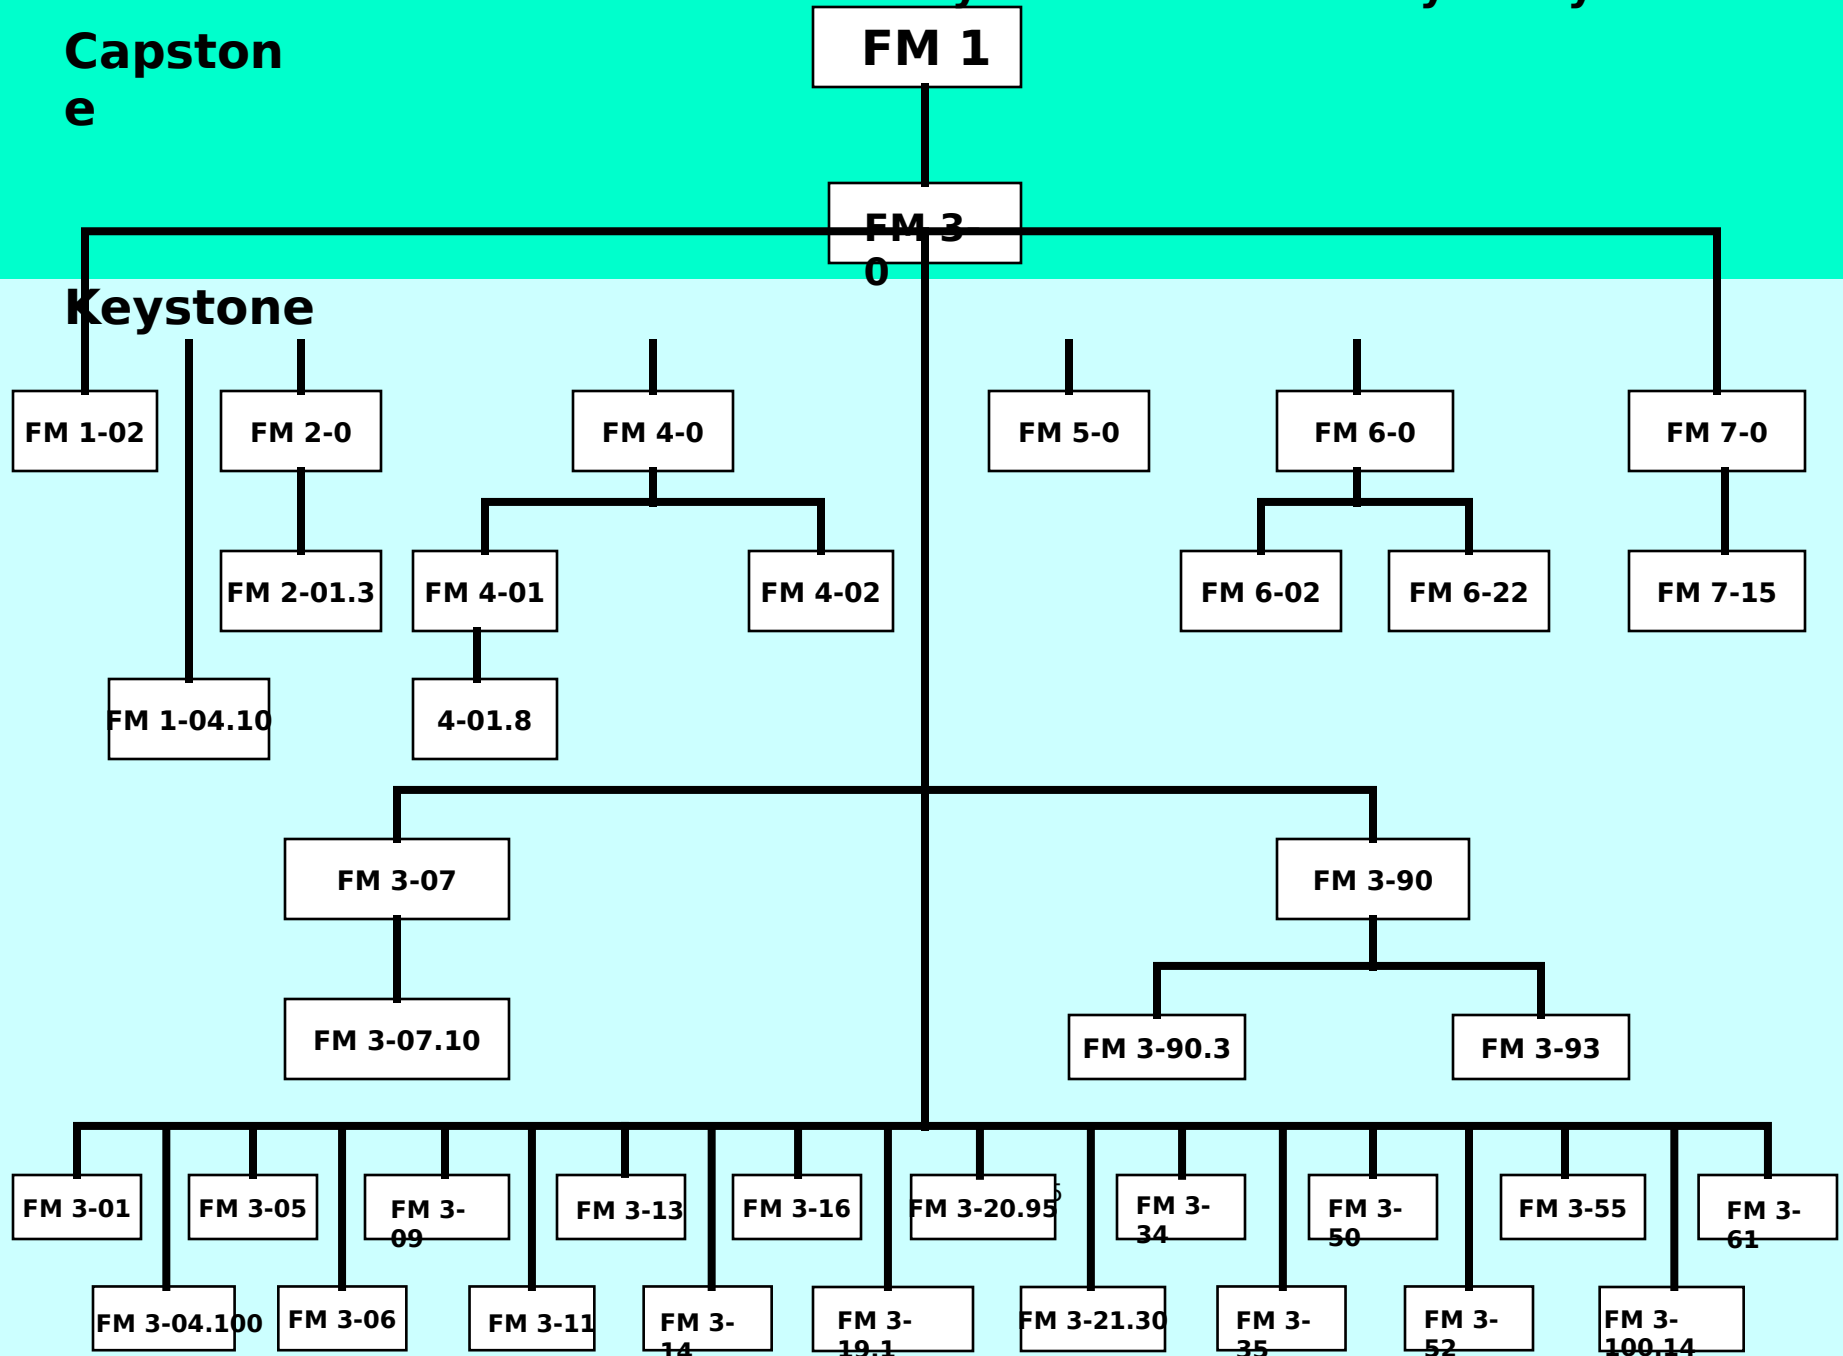 FM 1
Capston
e
FM 3-
0
Keystone
FM 1-02
FM 2-0
FM 4-0
FM 5-0
FM 6-0
FM 7-0
FM 2-01.3
FM 4-01
FM 4-02
FM 6-02
FM 6-22
FM 7-15
FM 1-04.10
4-01.8
FM 3-07
FM 3-90
FM 3-07.10
FM 3-90.3
FM 3-93
FM 3-01
FM 3-05
FM 3-
09
FM 3-13
FM 3-16
FM 3-20.95
FM 3-
34
FM 3-
50
FM 3-55
FM 3-
61
FM 3-04.100
FM 3-06
FM 3-11
FM 3-
14
FM 3-
19.1
FM 3-21.30
FM 3-
35
FM 3-
52
FM 3-
100.14